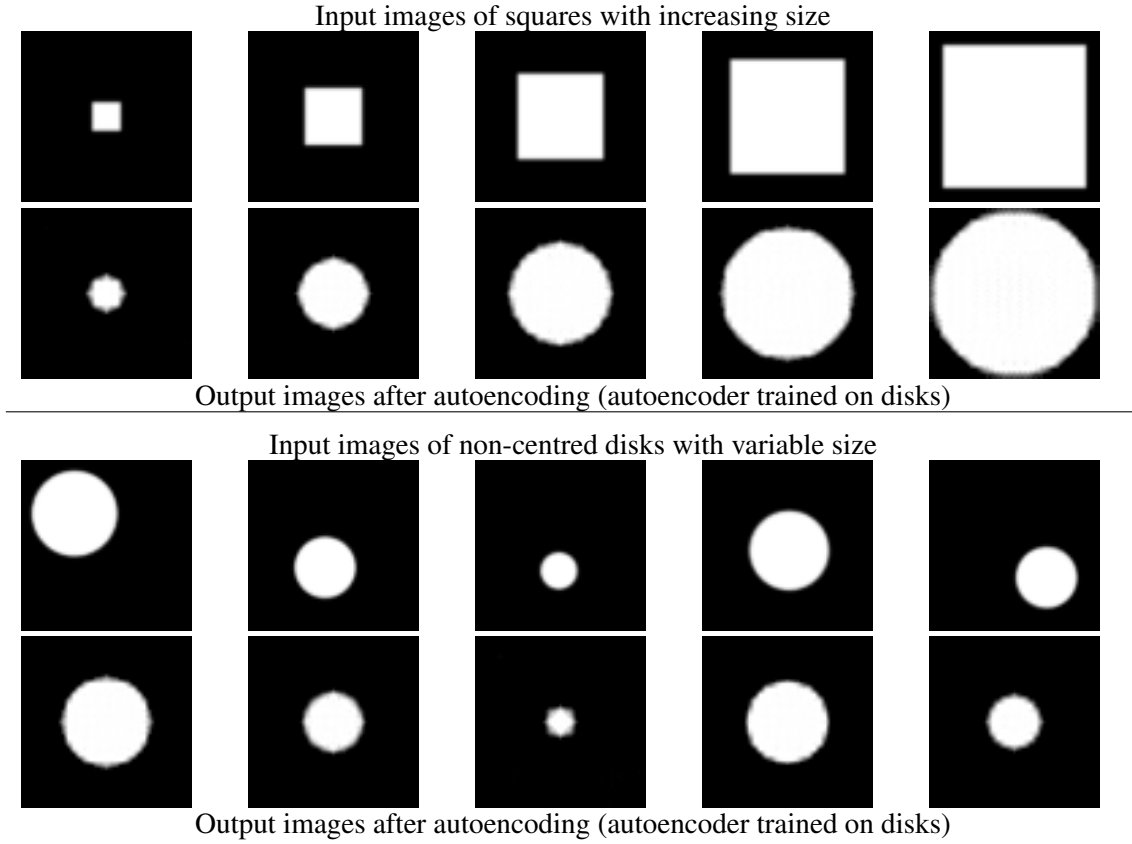 Input images of squares with increasing size
Output images after autoencoding (autoencoder trained on disks)
Input images of non-centred disks with variable size
Output images after autoencoding (autoencoder trained on disks)